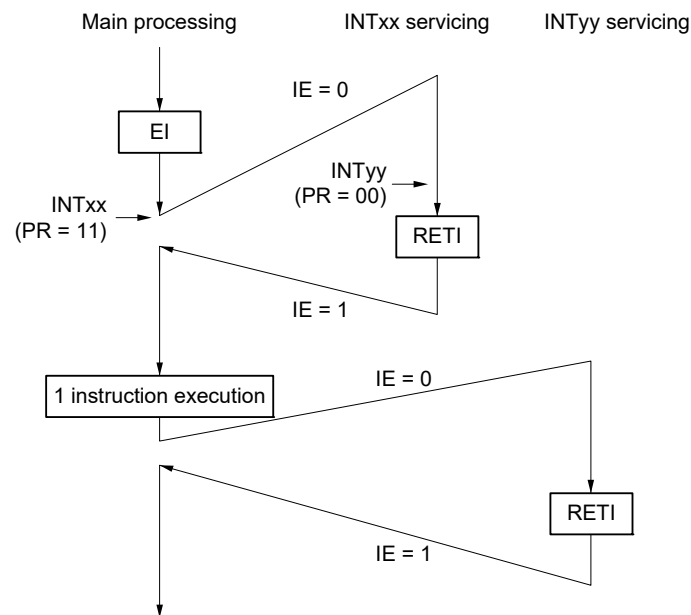 Main processing
INTxx servicing
INTyy servicing
IE = 0
EI
INTyy
(PR = 00)
INTxx
(PR = 11)
RETI
IE = 1
IE = 0
1 instruction execution
RETI
IE = 1